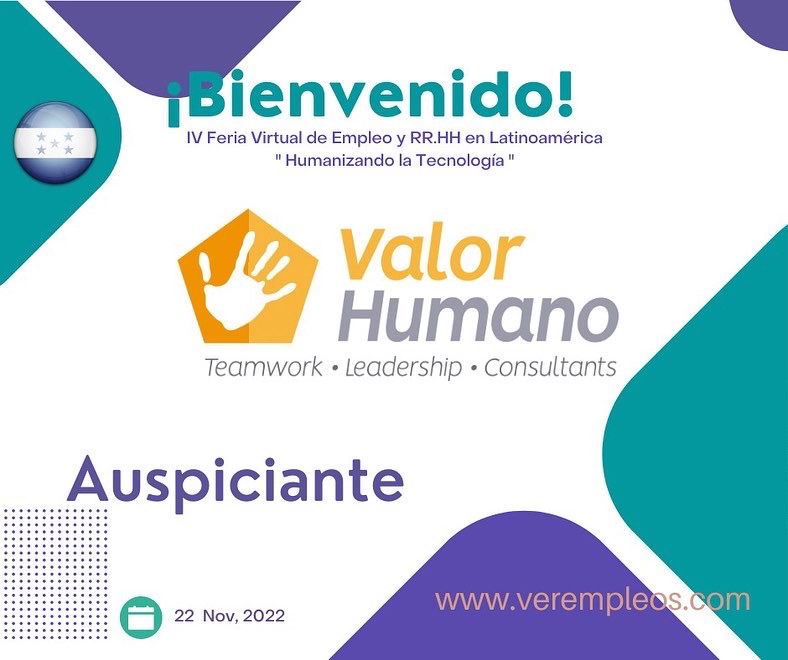 ¡Bienvenido!
IV Feria Virtual de Empleo y RR.HH en Latinoamérica
" Humanizando la Tecnología "
Valor
Humano
Teamwork • Leadership • Consultants
Auspiciante
22 Nov, 2022
www.verempleos.com